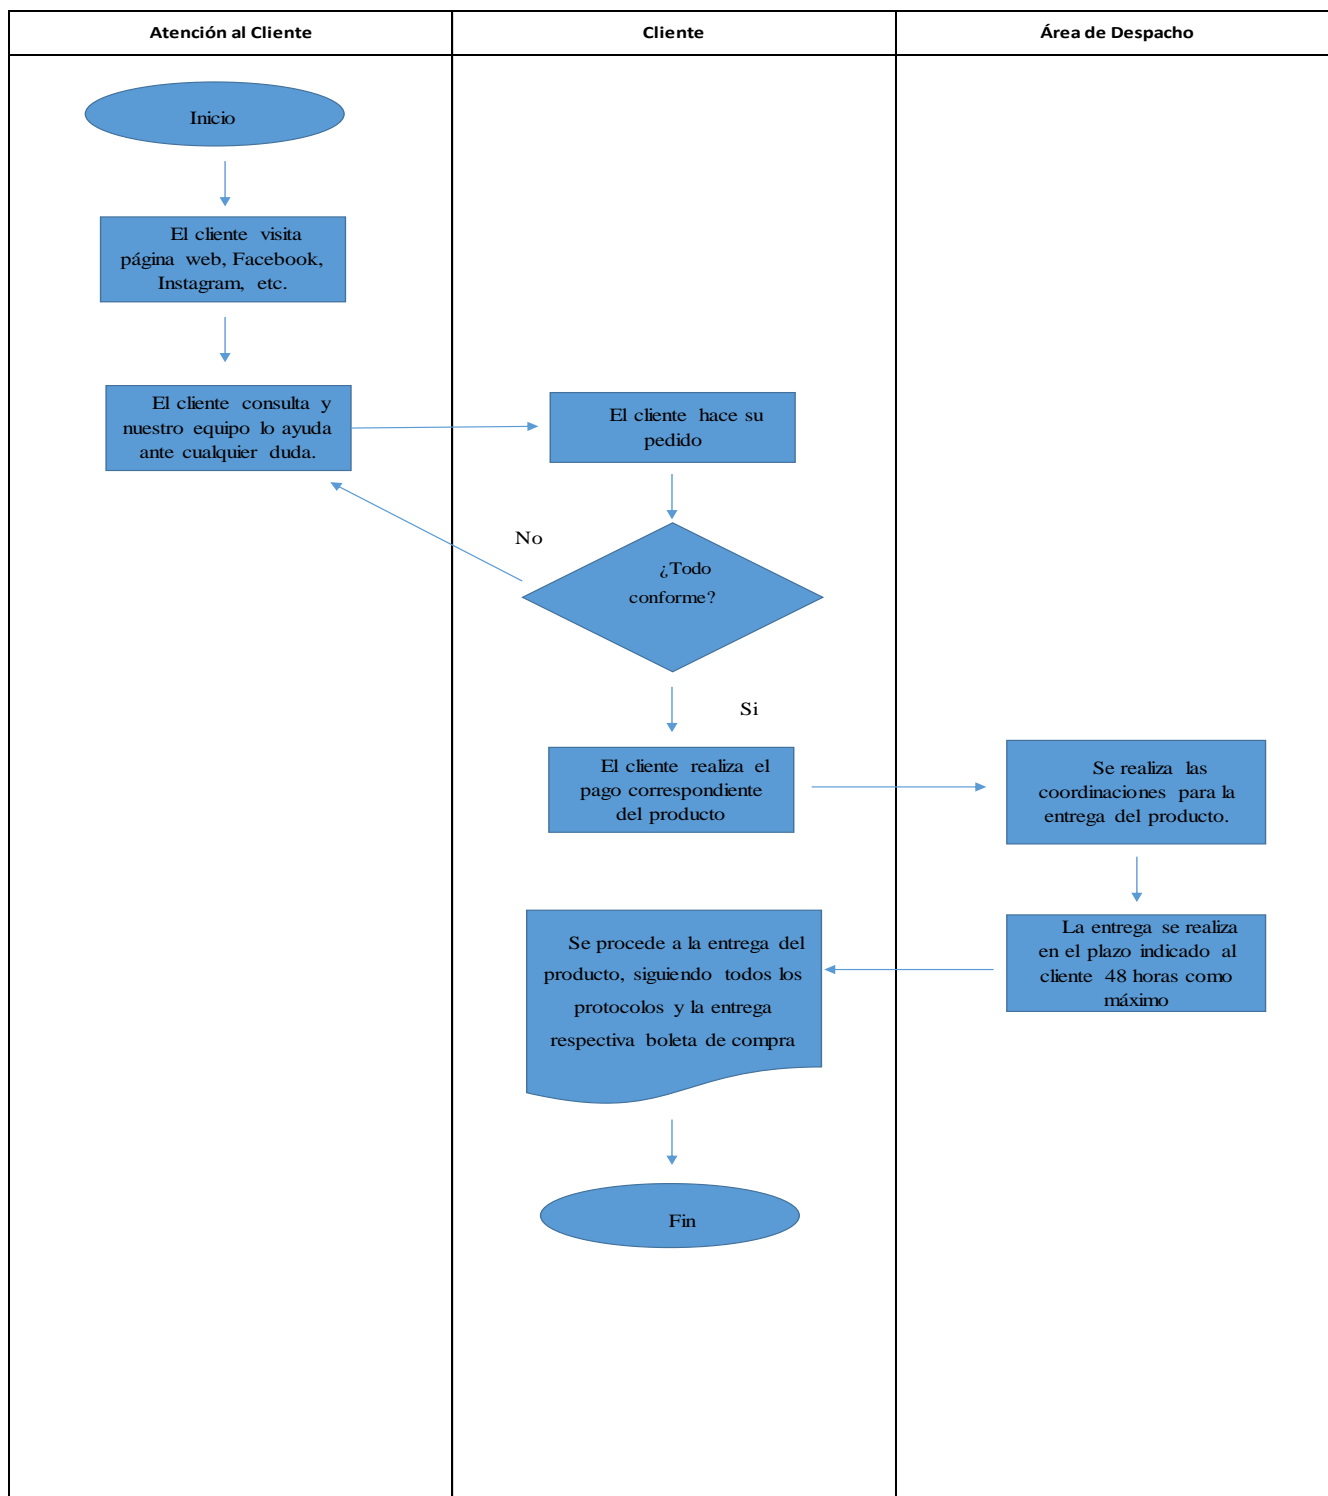 Atención al Cliente
Cliente
Área de Despacho
Inicio
El cliente visita
página web, Facebook,
Instagram, etc.
El cliente consulta y
nuestro equipo lo ayuda
ante cualquier duda.
El cliente hace su
pedido
No
¿Todo
conforme?
Si
El cliente realiza el
pago correspondiente
del producto
Se realiza las
coordinaciones para la
entrega del producto.
La entrega se realiza
en el plazo indicado al
cliente 48 horas como
máximo
Se procede a la entrega del
producto, siguiendo todos los
protocolos y la entrega
respectiva boleta de compra
Fin